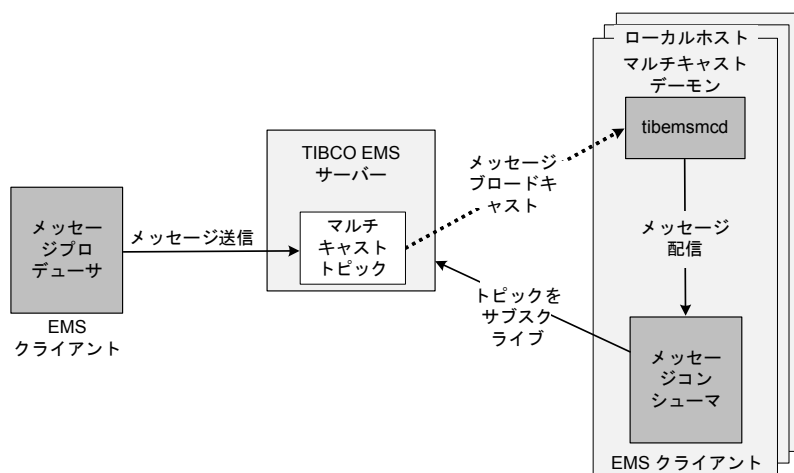 ローカルホスト
マルチキャスト
デーモン
tibemsmcd
TIBCO EMS
サーバー
メッセージ
ブロードキ
ャスト
メッセー
ジプロ
デューサ
メッセージ送信
マルチ
キャスト
トピック
メッセージ
配信
トピックを
サブスク
ライブ
EMS
クライアント
メッセー
ジコン
シューマ
EMS クライアント